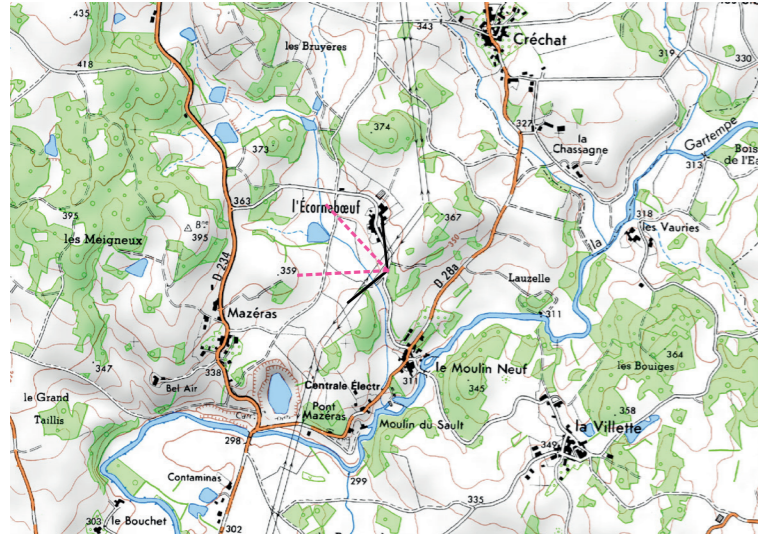 435
les Bruyères
343
Créchat
319
330
418
374
327
la
Chassagne
Gartempe
Bois
313
373
363
l'Écornebœuf
367
318
les Vauries
la
395
Bne
395
les Meigneux
350
D 234
359
D 28a
Lauzelle
311
Mazéras
364
les Bouiges
347
338
Bel Air
le Moulin Neuf
311
345
le Grand
Taillis
Centrale Électr.
Pont
Mazéras
Moulin du Sault
358
la Villette
349
298
299
Contaminas
335
303
le Bouchet
302